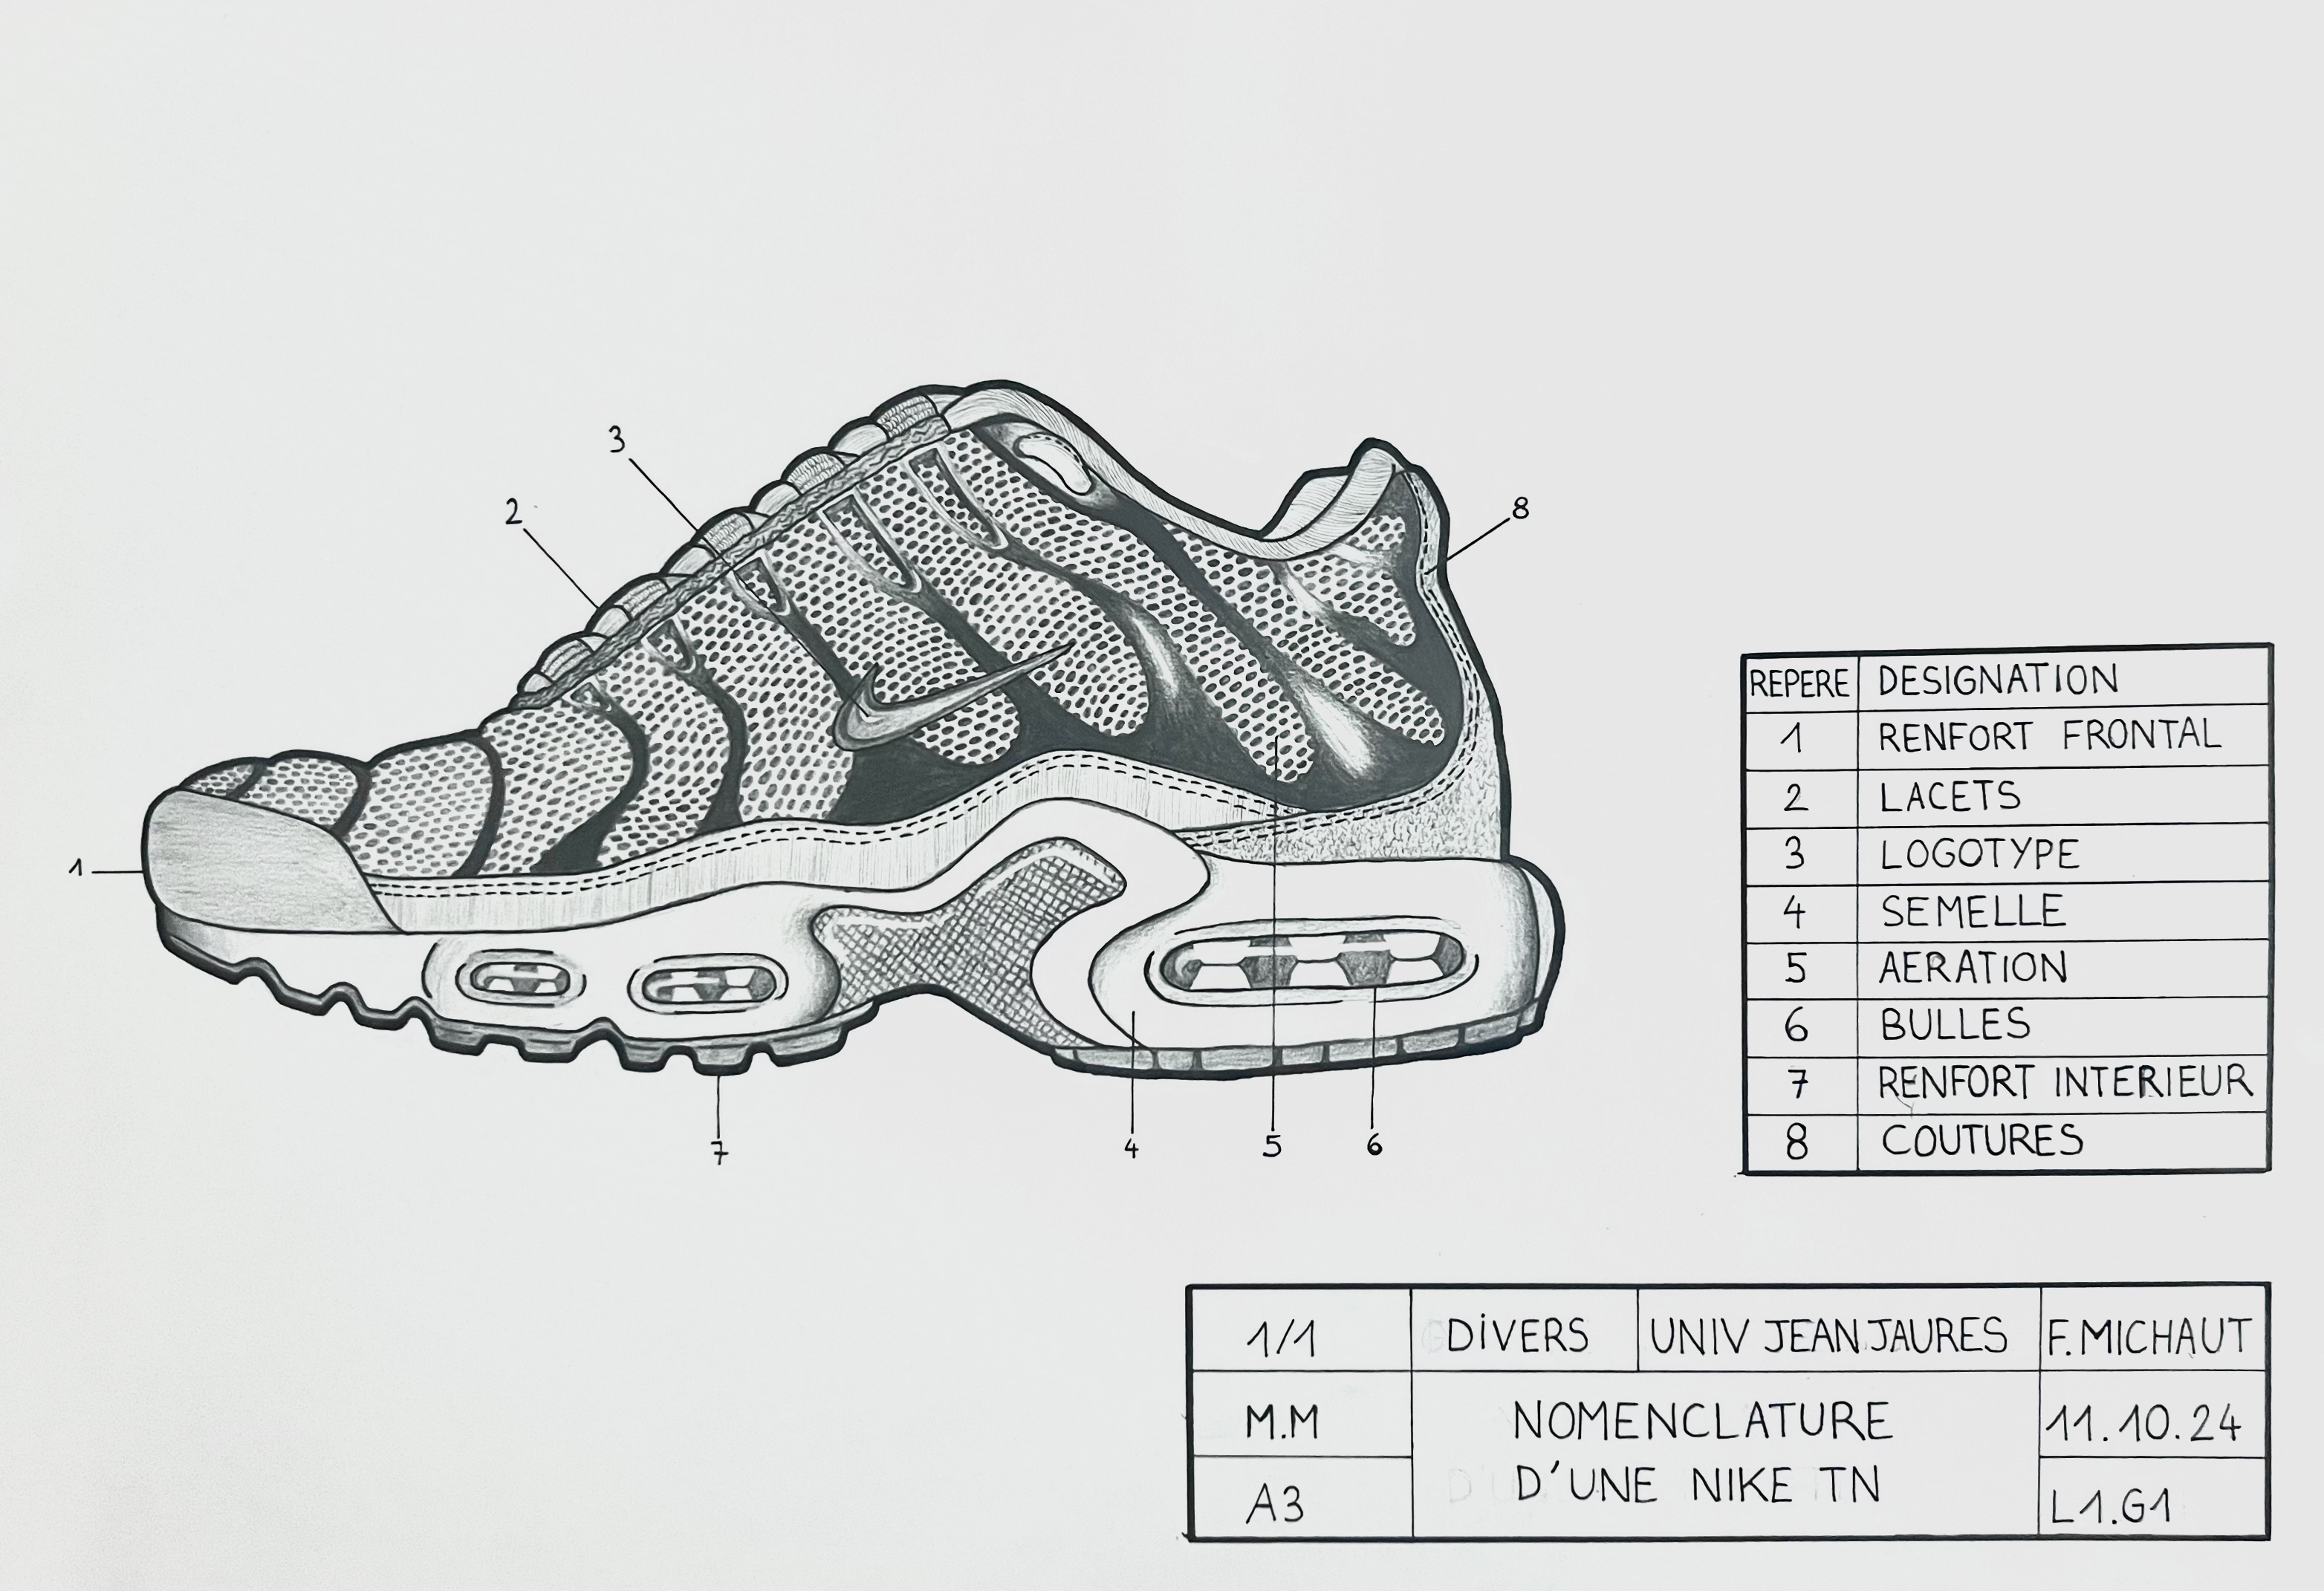 3
2
8
1
7
4
5
6
REPERE DESIGNATION
1 RENFORT FRONTAL
2 LACETS
3 LOGOTYPE
4 SEMELLE
5 AERATION
6 BULLES
7 RENFORT INTERIEUR
8 COUTURES
1/1 DiVERS UNIV JEAN JAURES F.MICHAUT
M.M NOMENCLATURE 11.10.24
A3 D'UNE NIKE TN L1.G1